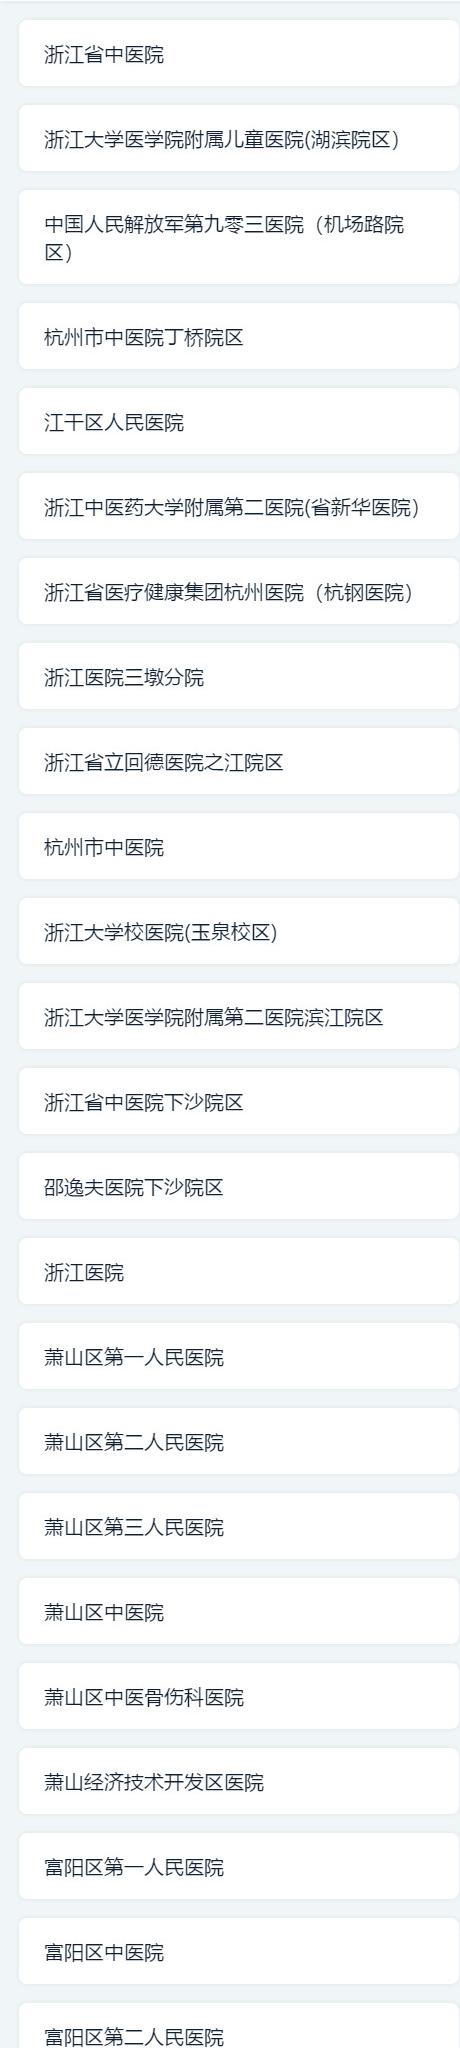 浙江省中医院
浙江大学医学院附属儿童医院(湖滨院区）
中国人民解放军第九零三医院（机场路院
区）
杭州市中医院丁桥院区
江干区人民医院
浙江中医药大学附属第二医院(省新华医院）
浙江省医疗健康集团杭州医院（杭钢医院）
浙江医院三墩分院
浙江省立回德医院之江院区
杭州市中医院
浙江大学校医院(玉泉校区)
浙江大学医学院附属第二医院滨江院区
浙江省中医院下沙院区
邵逸夫医院下沙院区
浙江医院
萧山区第一人民医院
萧山区第二人民医院
萧山区第三人民医院
萧山区中医院
萧山区中医骨伤科医院
萧山经济技术开发区医院
富阳区第一人民医院
富阳区中医院
富阳区第二人民医院